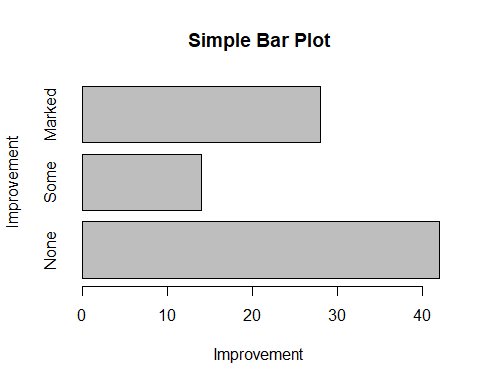 Simple Bar Plot
Improvement
Marked
Some
None
0 10 20 30 40
Improvement